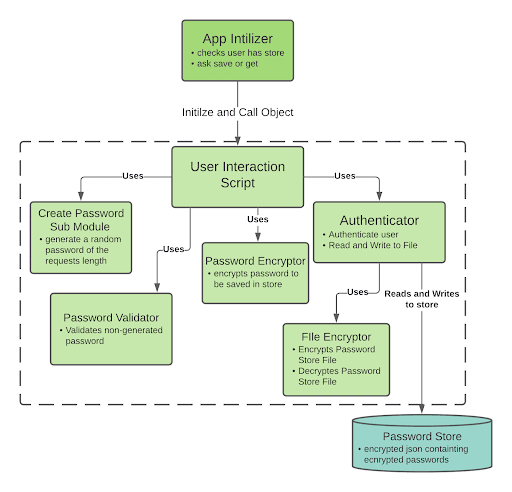 App Intilizer
• checks user has store
• ask save or get
Initilze and Call Object
User Interaction
Script
Uses
Uses
Uses
Uses
Create Password
Sub Module
• generate a random
password of the
requests length
Authenticator
• Authenticate user
• Read and Write to File
Password Encryptor
• encrypts password to
be saved in store
Password Validator
• Validates non-generated
password
Uses
Reads and Writes
to store
FIle Encryptor
• Encrypts Password
Store File
• Decryptes Password
Store File
Password Store
• encrypted json containting
ecnrypted passwords